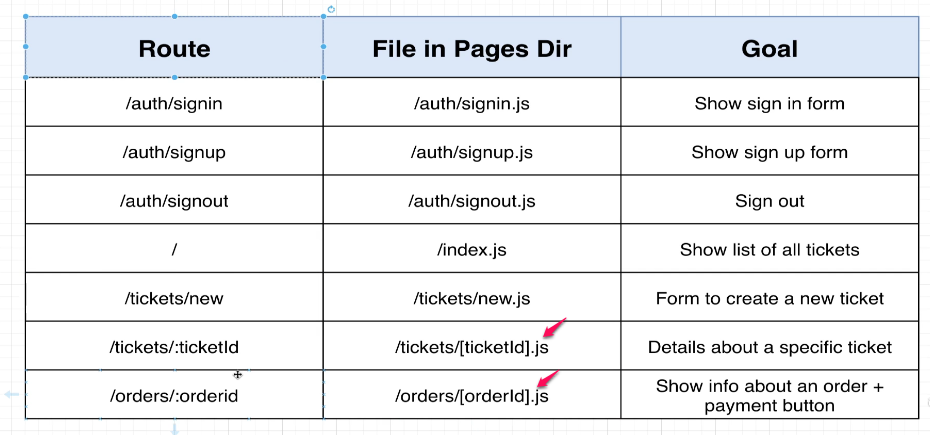 Route File in Pages Dir Goal
/auth/signin /auth/signin.js Show sign in form
/auth/signup /auth/signup.js Show sign up form
/auth/signout /auth/signout.js Sign out
/ /index.js Show list of all tickets
/tickets/new /tickets/new.js Form to create a new ticket
/tickets/:ticketId /tickets/[ticketId].js Details about a specific ticket
/orders/:orderid /orders/[orderId].js Show info about an order +
payment button